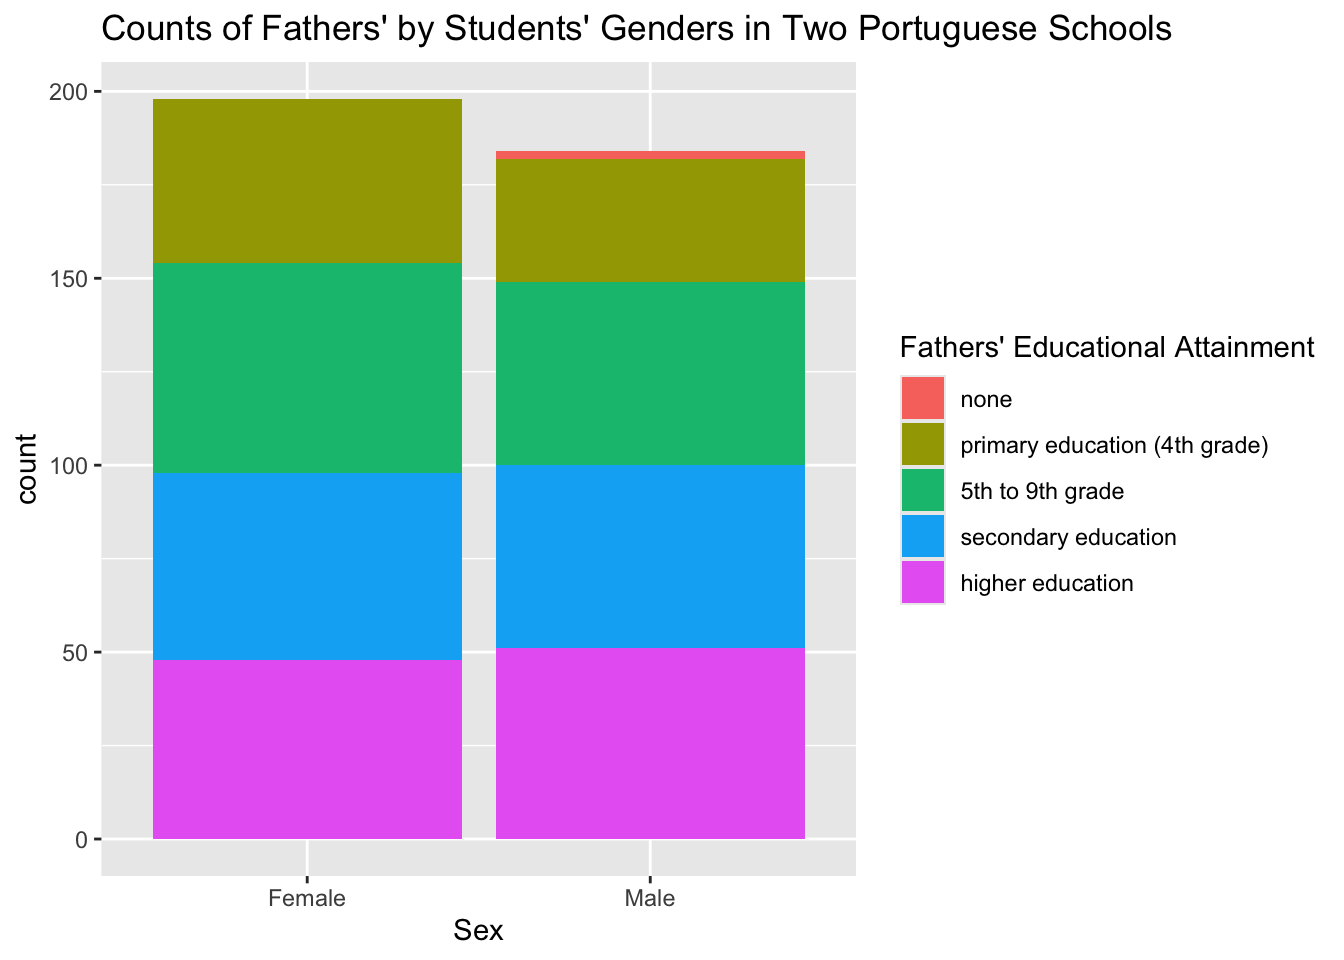 Counts of Fathers' by Students' Genders in Two Portuguese Schools
200
150
100
50
0
count
Female
Male
Sex
Fathers' Educational Attainment
none
primary education (4th grade)
5th to 9th grade
secondary education
higher education